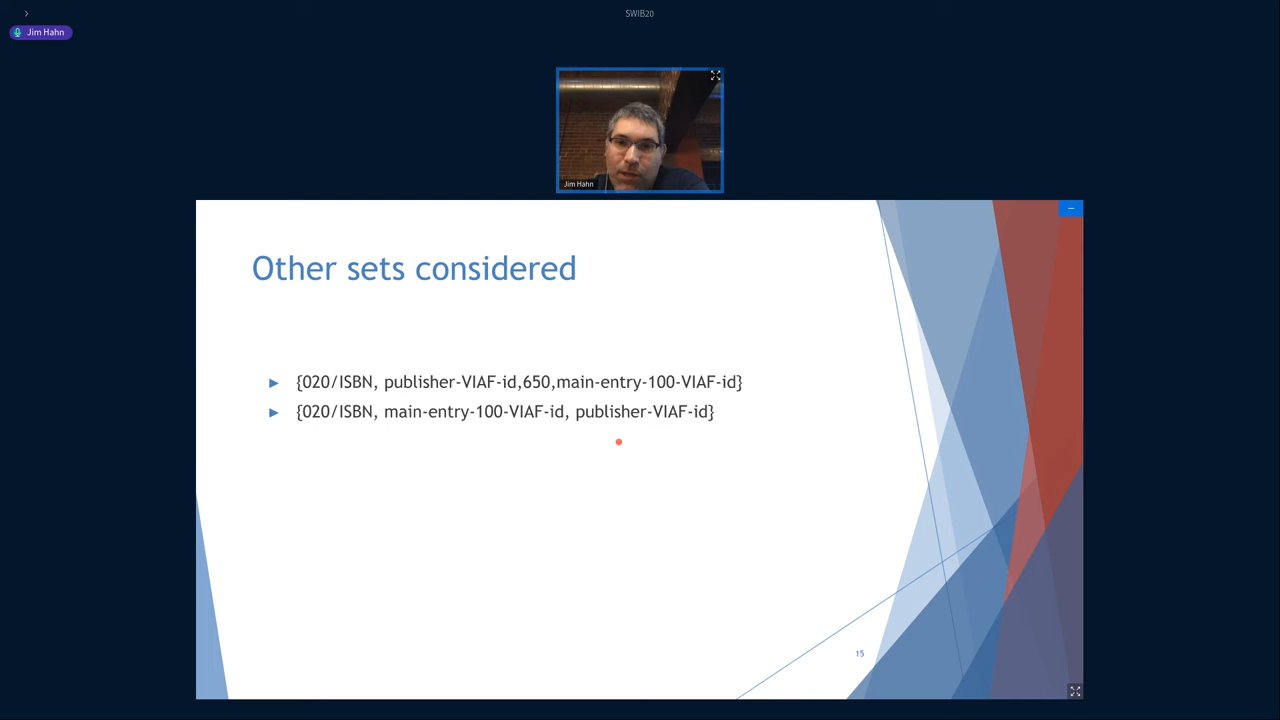 SWIB20
Jim Hahn
Jim Hahn
Other sets considered
{020/ISBN, publisher-VIAF-id,650,main-entry-100-VIAF-id}
{020/ISBN, main-entry-100-VIAF-id, publisher-VIAF-id}
15